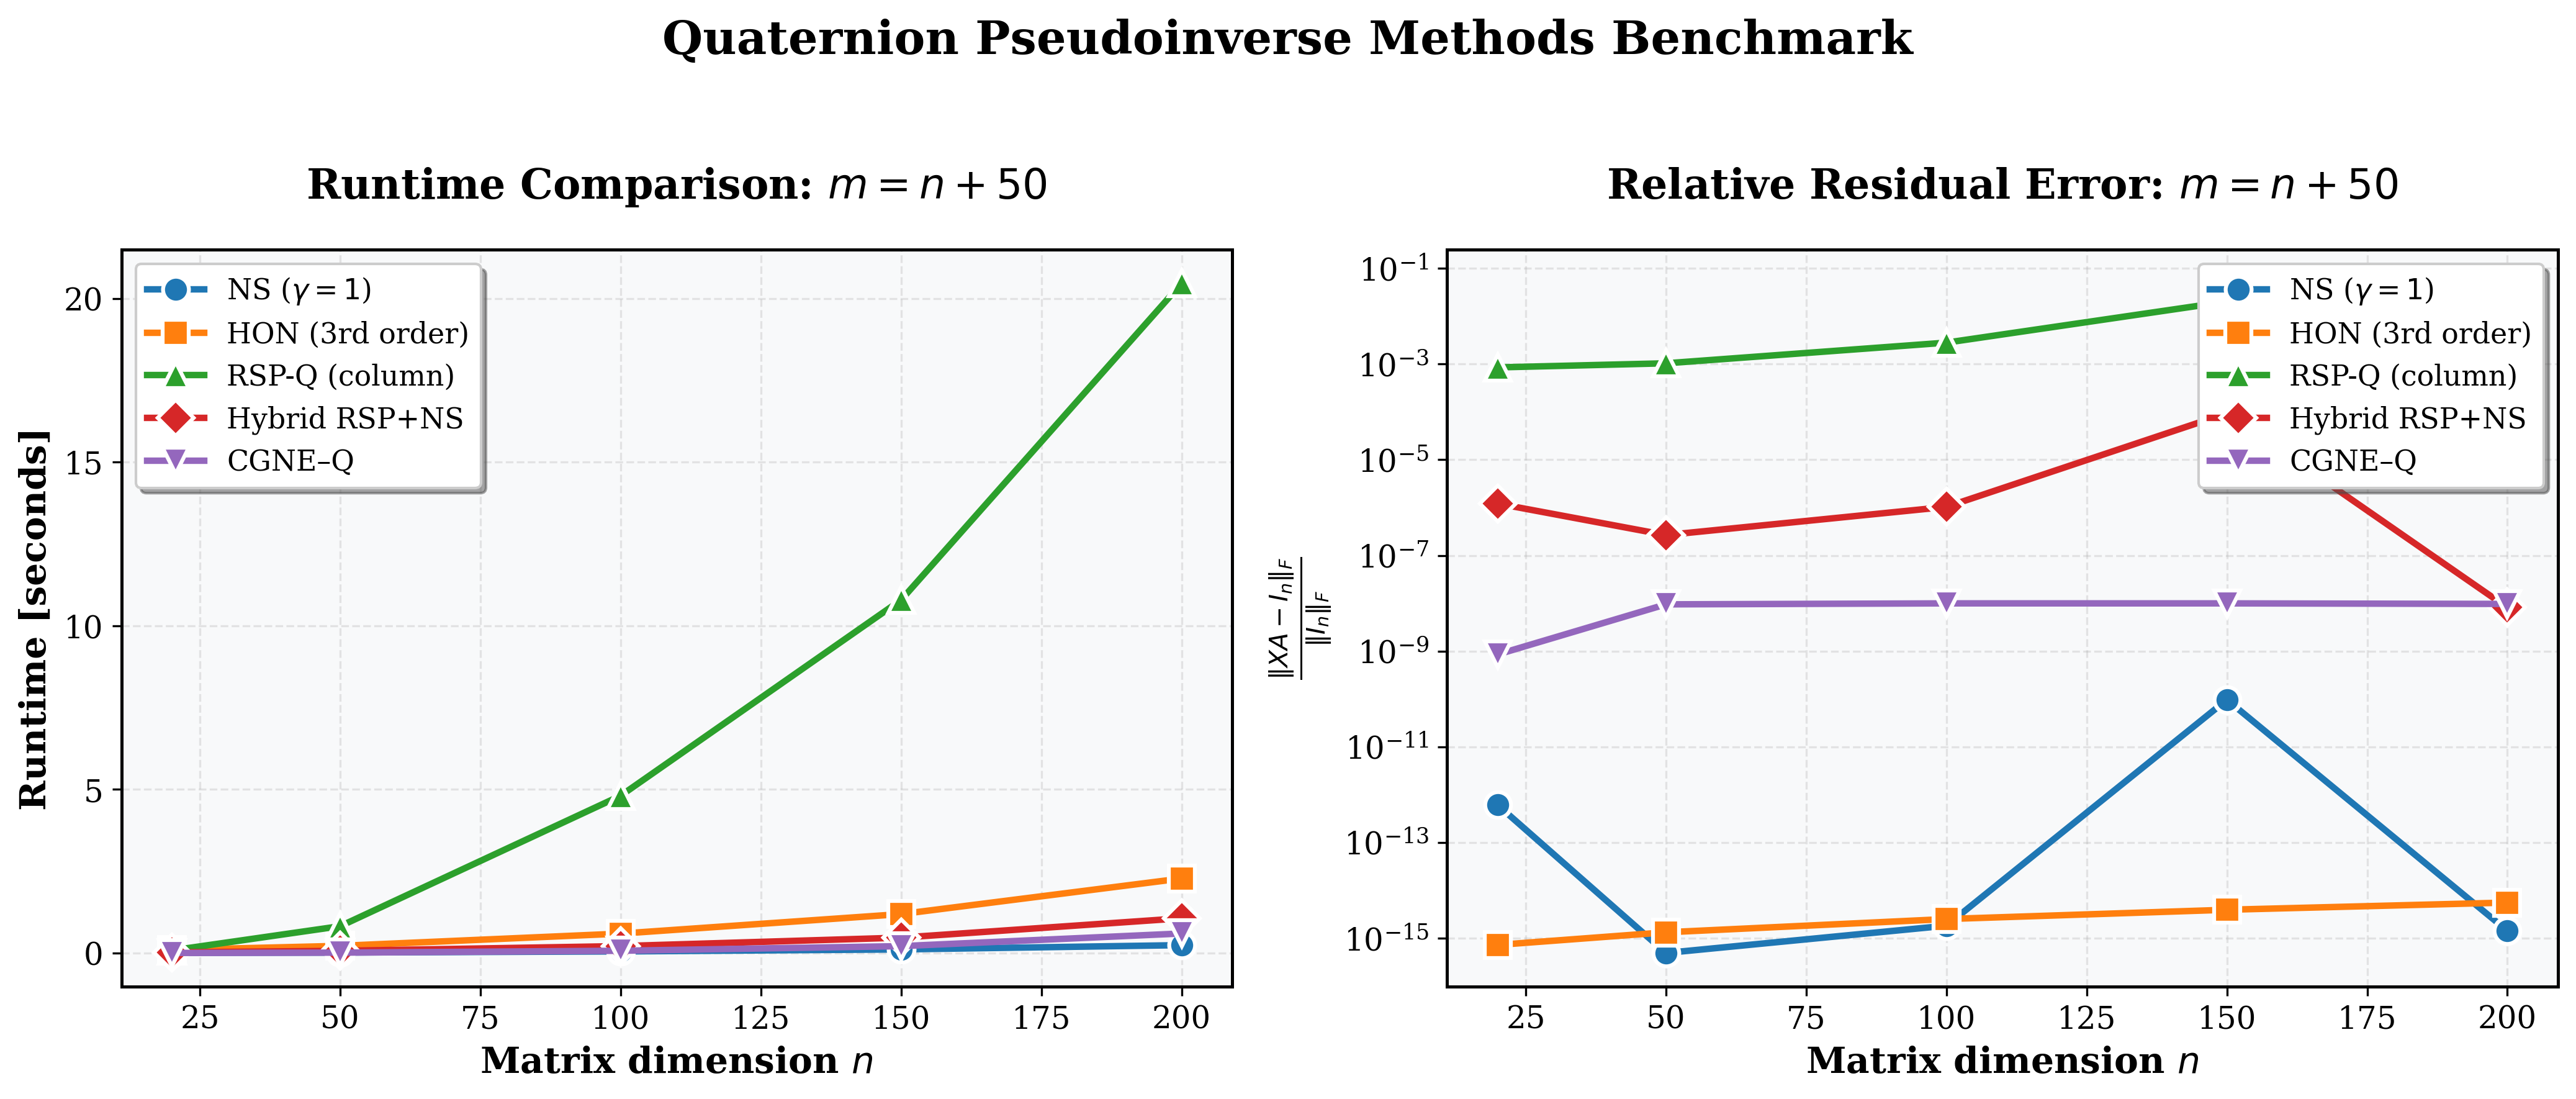 Quaternion Pseudoinverse Methods Benchmark
Runtime Comparison: m = n + 50
NS (γ = 1)
HON (3rd order)
RSP-Q (column)
Hybrid RSP+NS
CGNE–Q
Runtime [seconds]
20
15
10
5
0
25 50 75 100 125 150 175 200
Matrix dimension n
Relative Residual Error: m = n + 50
NS (γ = 1)
HON (3rd order)
RSP-Q (column)
Hybrid RSP+NS
CGNE–Q
‖XA − Iₙ‖F
‖Iₙ‖F
10⁻¹
10⁻³
10⁻⁵
10⁻⁷
10⁻⁹
10⁻¹¹
10⁻¹³
10⁻¹⁵
25 50 75 100 125 150 175 200
Matrix dimension n